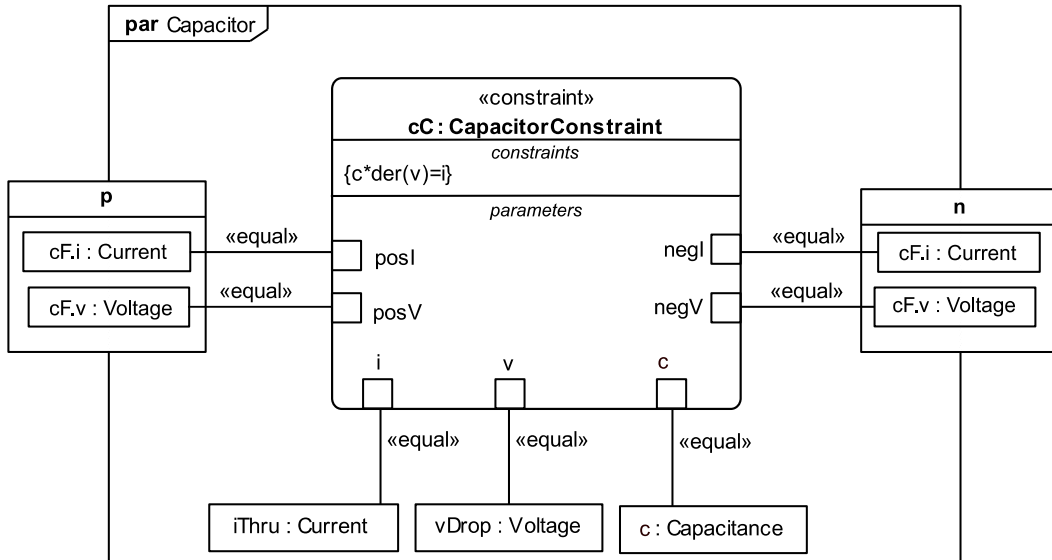 par Capacitor
«constraint»
cC : CapacitorConstraint
constraints
{c*der(v)=i}
parameters
p
cF.i : Current
cF.v : Voltage
«equal»
«equal»
posI
posV
negI
negV
«equal»
«equal»
n
cF.i : Current
cF.v : Voltage
i
v
c
«equal»
«equal»
«equal»
iThru : Current
vDrop : Voltage
c : Capacitance